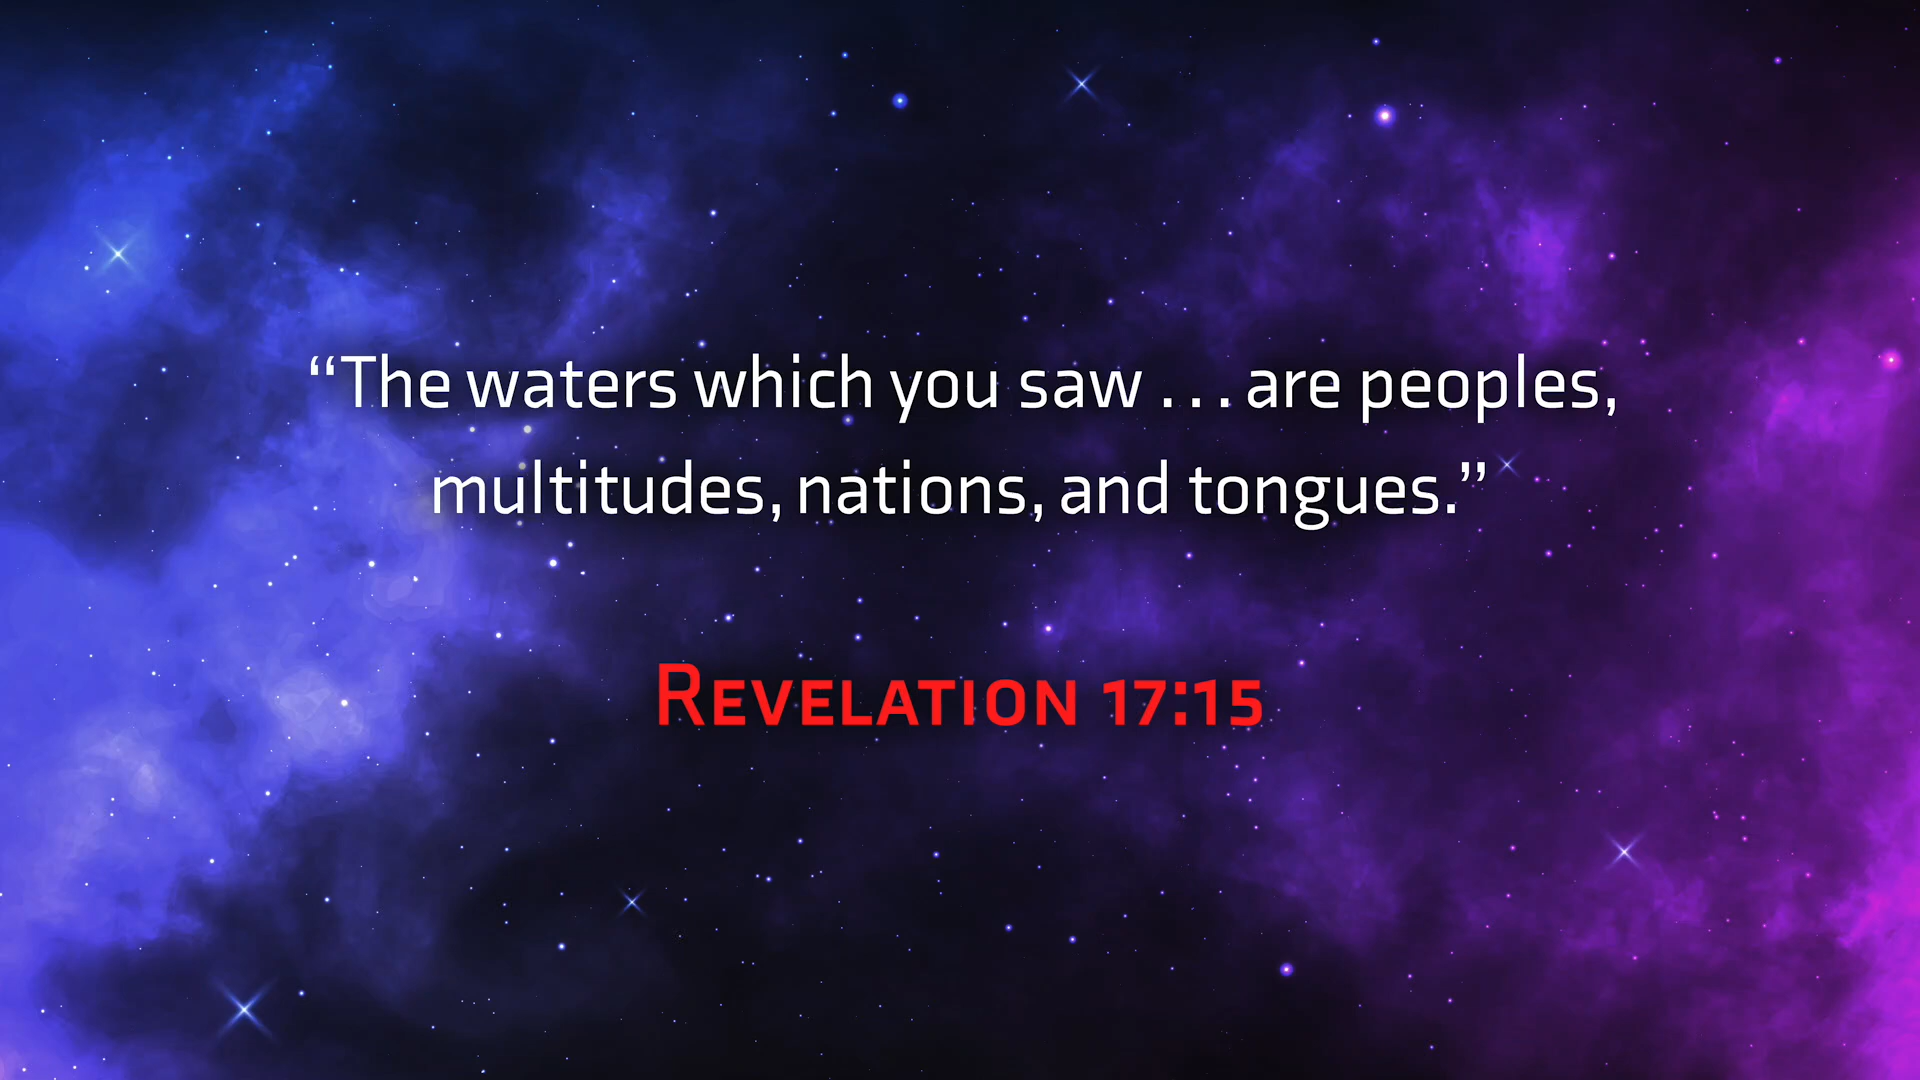 “The waters which you saw . . . are peoples,
multitudes, nations, and tongues.”
Revelation 17:15